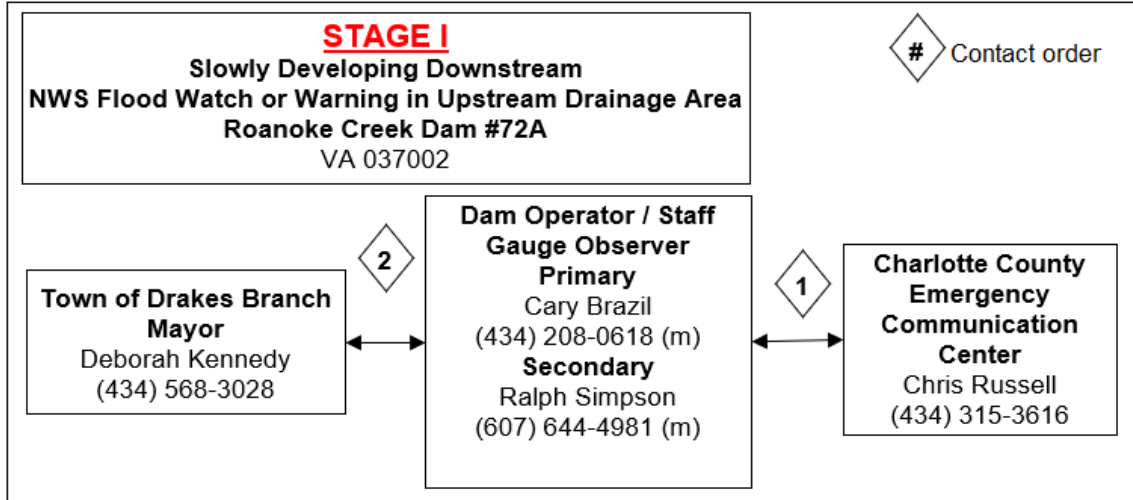 STAGE I
Slowly Developing Downstream
NWS Flood Watch or Warning in Upstream Drainage Area
Roanoke Creek Dam #72A
VA 037002
# Contact order
Town of Drakes Branch
Mayor
Deborah Kennedy
(434) 568-3028
2
Dam Operator / Staff
Gauge Observer
Primary
Cary Brazil
(434) 208-0618 (m)
Secondary
Ralph Simpson
(607) 644-4981 (m)
1
Charlotte County
Emergency
Communication
Center
Chris Russell
(434) 315-3616